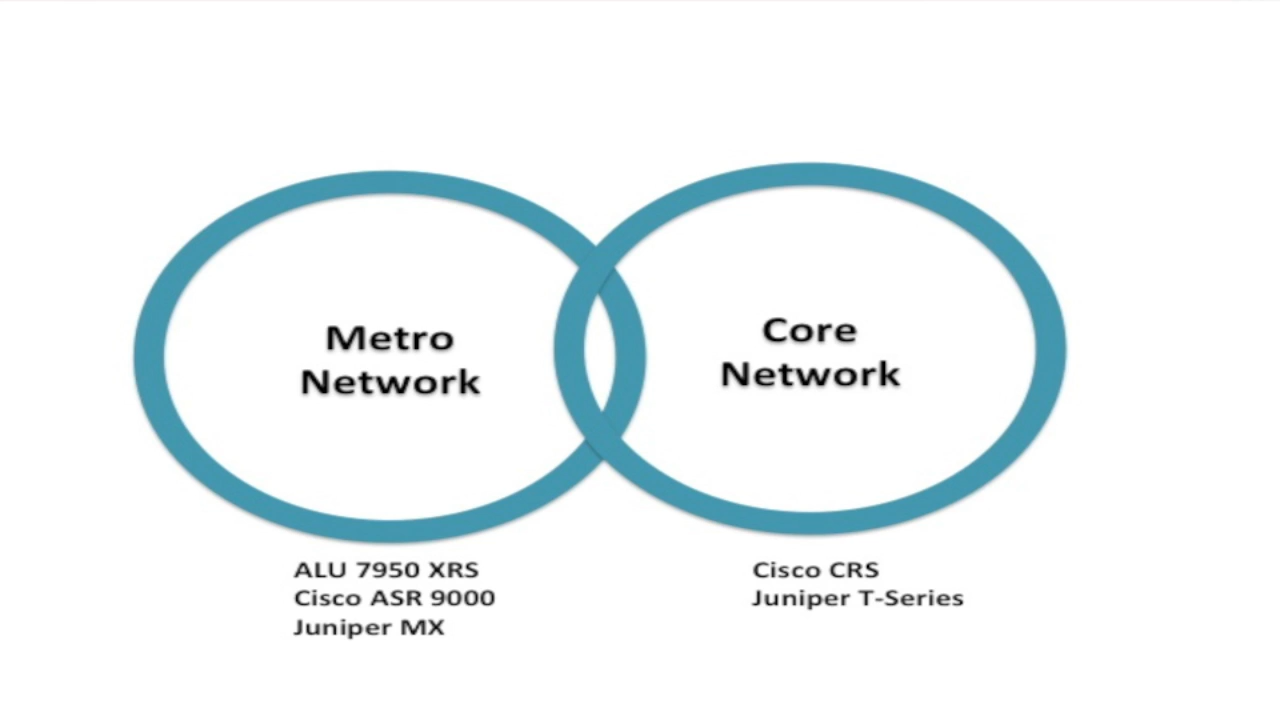 Metro
Network
Core
Network
ALU 7950 XRS
Cisco ASR 9000
Juniper MX
Cisco CRS
Juniper T-Series